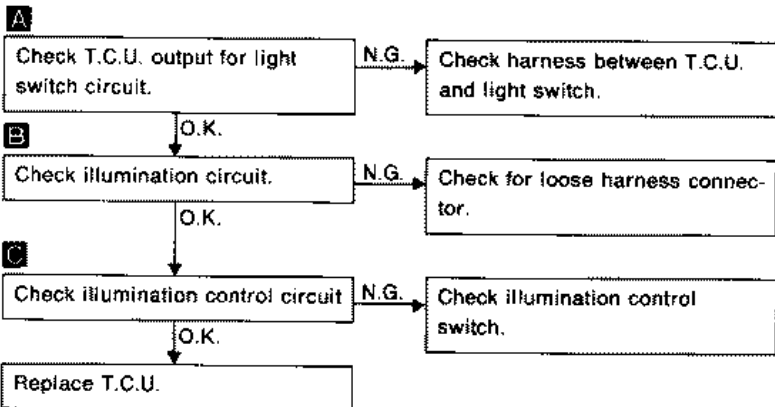 A
Check T.C.U. output for light
switch circuit.
N.G.
Check harness between T.C.U.
and light switch.
O.K.
B
Check illumination circuit.
N.G.
Check for loose harness connec-
tor.
O.K.
C
Check illumination control circuit
N.G.
Check illumination control
switch.
O.K.
Replace T.C.U.